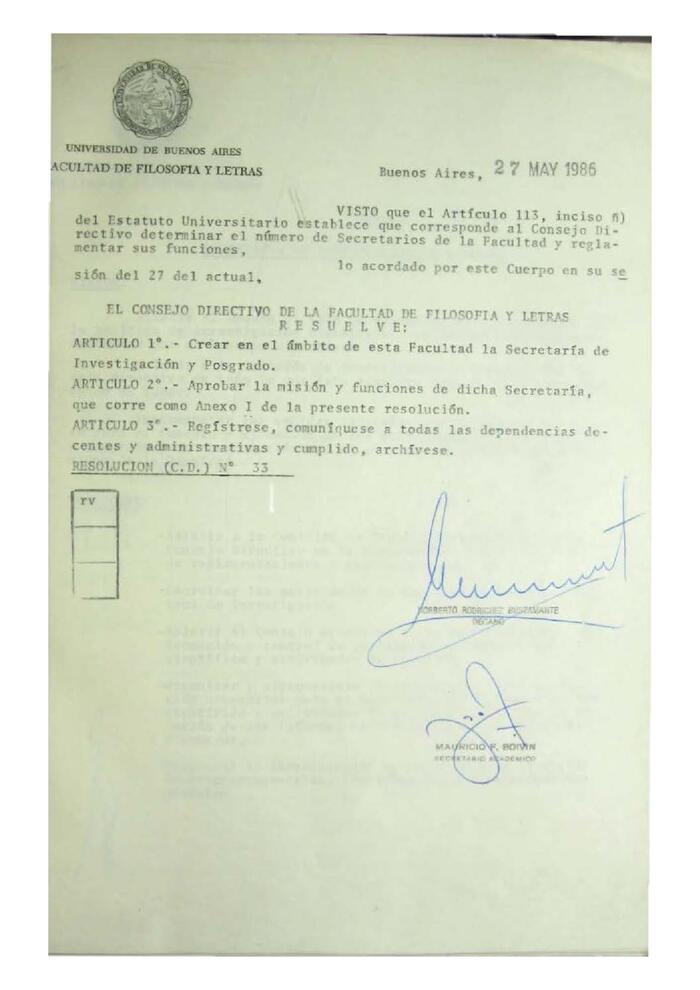 UNIVERSIDAD DE BUENOS AIRES
ACULTAD DE FILOSOFIA Y LETRAS
Buenos Aires, 27 MAY 1986
VISTO que el Artículo 113, inciso ñ)
del Estatuto Universitario establece que corresponde al Consejo Di-
rectivo determinar el número de Secretarios de la Facultad y regla-
mentar sus funciones,
lo acordado por este Cuerpo en su se
sión del 27 del actual,
EL CONSEJO DIRECTIVO DE LA FACULTAD DE FILOSOFIA Y LETRAS
R E S U E L V E:
ARTICULO 1º.- Crear en el ámbito de esta Facultad la Secretaría de
Investigación y Posgrado.
ARTICULO 2º.- Aprobar la misión y funciones de dicha Secretaría,
que corre como Anexo I de la presente resolución.
ARTICULO 3º.- Regístrese, comuníquese a todas las dependencias do-
centes y administrativas y cumplido, archívese.
RESOLUCION (C.D.) Nº 33
rv
NORBERTO RODRIGUEZ BUSTAMANTE
DECANO
MAURICIO F. BOIVIN
SECRETARIO ACADEMICO